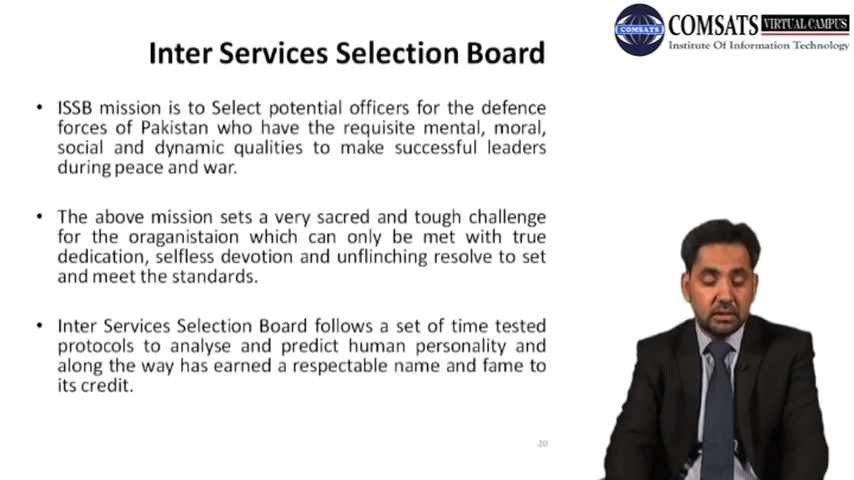 Inter Services Selection Board
COMSATS
COMSATS
VIRTUAL CAMPUS
Institute Of Information Technology
• ISSB mission is to Select potential officers for the defence
forces of Pakistan who have the requisite mental, moral,
social and dynamic qualities to make successful leaders
during peace and war.
• The above mission sets a very sacred and tough challenge
for the oraganistaion which can only be met with true
dedication, selfless devotion and unflinching resolve to set
and meet the standards.
• Inter Services Selection Board follows a set of time tested
protocols to analyse and predict human personality and
along the way has earned a respectable name and fame to
its credit.
20